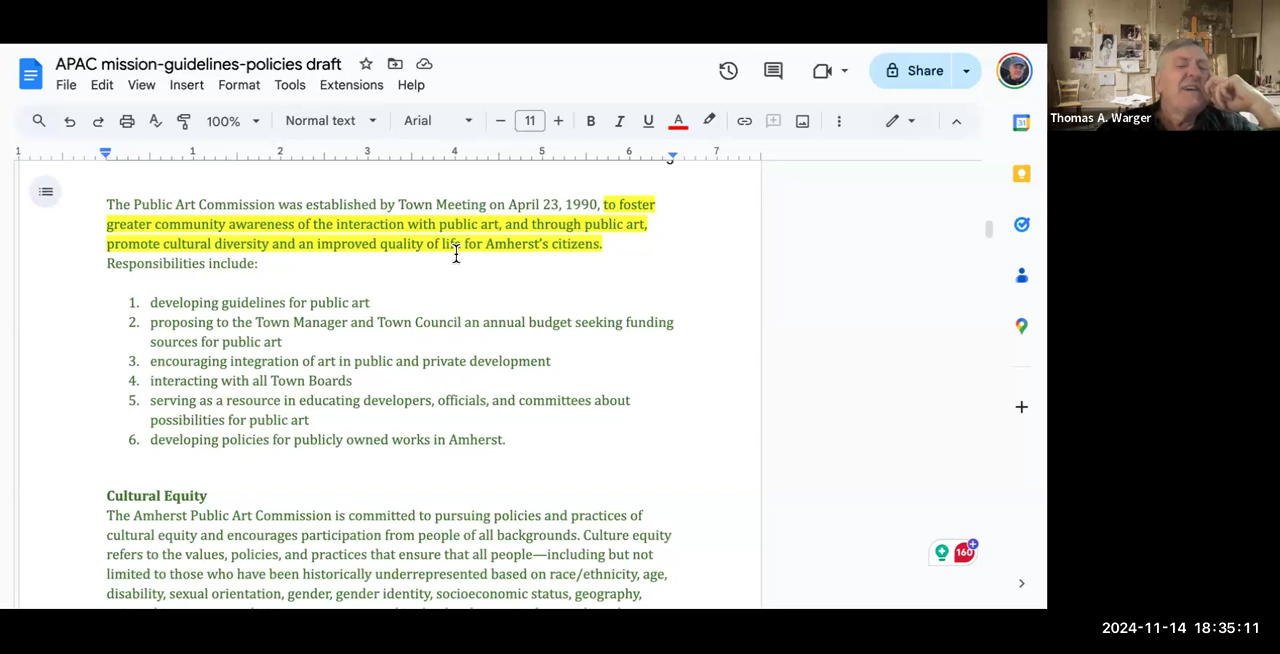 APAC mission-guidelines-policies draft
File Edit View Insert Format Tools Extensions Help
Share
100% Normal text Arial 11 B I U A
1 1 2 3 4 5 6 7
Thomas A. Warger
The Public Art Commission was established by Town Meeting on April 23, 1990, to foster
greater community awareness of the interaction with public art, and through public art,
promote cultural diversity and an improved quality of life for Amherst’s citizens.
Responsibilities include:
1. developing guidelines for public art
2. proposing to the Town Manager and Town Council an annual budget seeking funding
sources for public art
3. encouraging integration of art in public and private development
4. interacting with all Town Boards
5. serving as a resource in educating developers, officials, and committees about
possibilities for public art
6. developing policies for publicly owned works in Amherst.
Cultural Equity
The Amherst Public Art Commission is committed to pursuing policies and practices of
cultural equity and encourages participation from people of all backgrounds. Culture equity
refers to the values, policies, and practices that ensure that all people—including but not
limited to those who have been historically underrepresented based on race/ethnicity, age,
disability, sexual orientation, gender, gender identity, socioeconomic status, geography,
31
160
2024-11-14 18:35:11